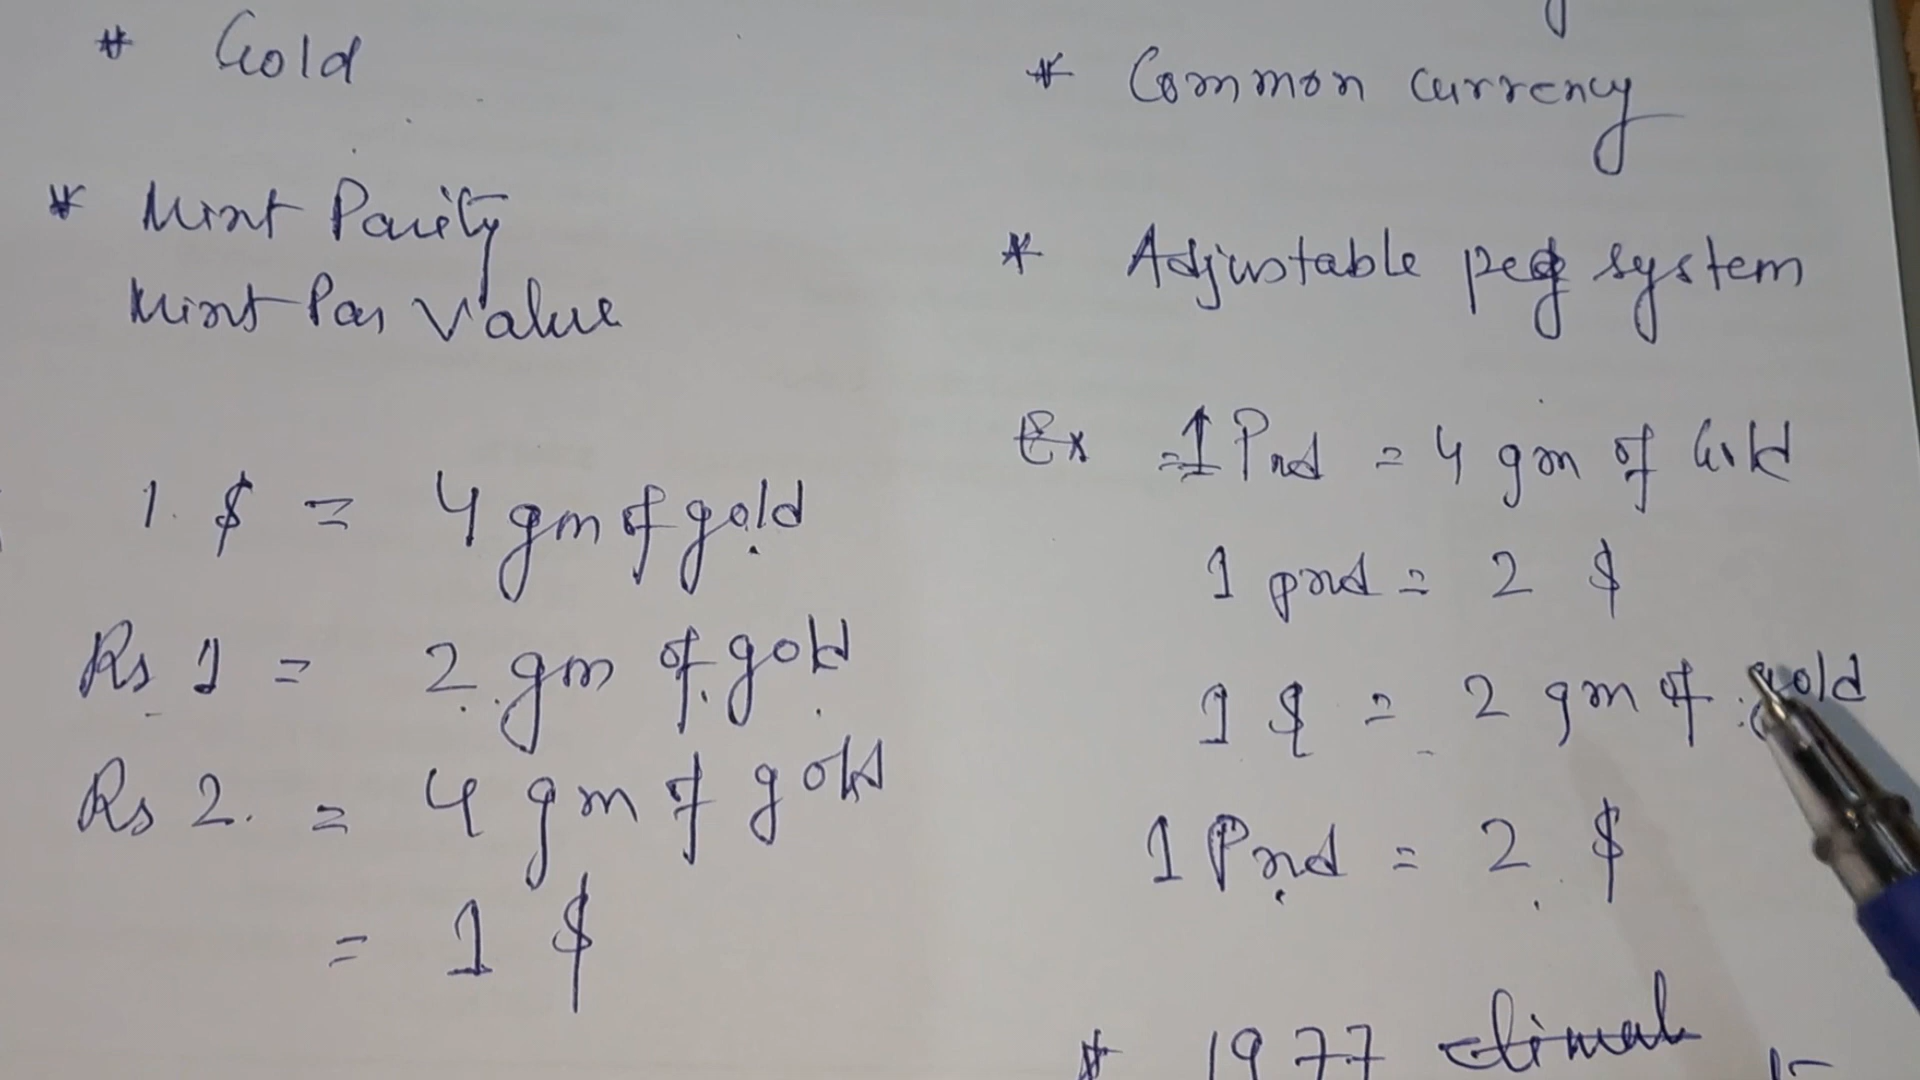 * Gold
* Mint Parity
Mint Par Value
1. $ = 4 gm of gold
Rs 1 = 2 gm of gold
Rs 2. = 4 gm of gold
= 1 $
* Common currency
* Adjustable peg system
Ex =1 Pnd = 4 gm of Gold
1 pnd = 2 $
1 $ = 2 gm of gold
1 Pnd = 2 $
* 1977